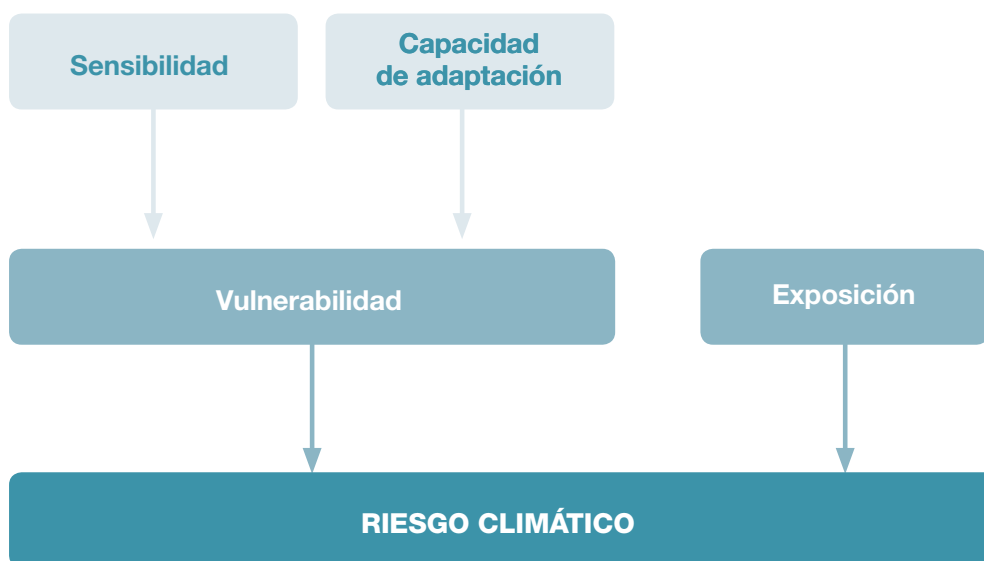 Sensibilidad
Capacidad
de adaptación
Vulnerabilidad
Exposición
RIESGO CLIMÁTICO